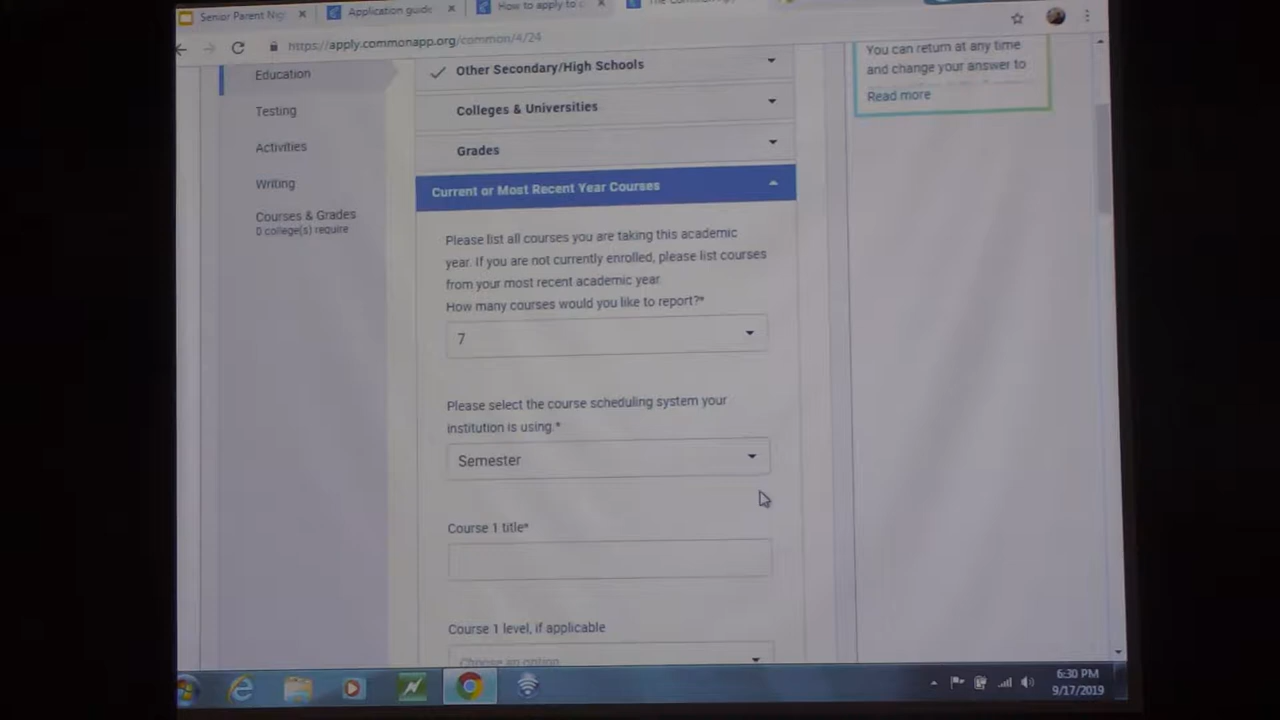 Senior Parent Nig
Application guide
How to apply to c
https://apply.commonapp.org/common/4/24
Education
Testing
Activities
Writing
Courses & Grades
0 college(s) require
Other Secondary/High Schools
Colleges & Universities
Grades
Current or Most Recent Year Courses
Please list all courses you are taking this academic
year. If you are not currently enrolled, please list courses
from your most recent academic year.
How many courses would you like to report?*
7
Please select the course scheduling system your
institution is using.*
Semester
Course 1 title*
Course 1 level, if applicable
Choose an option
You can return at any time
and change your answer to
Read more
6:30 PM
9/17/2019